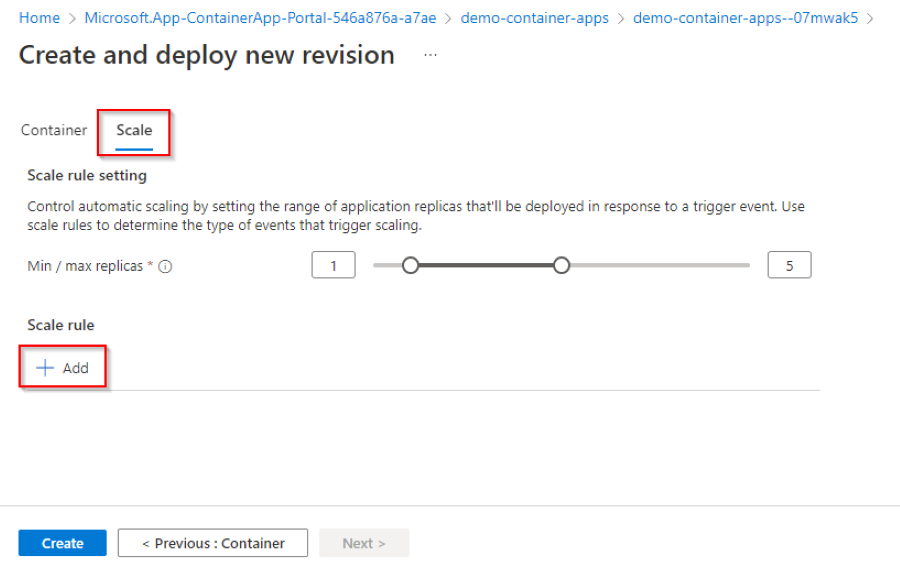 Home > Microsoft.App-ContainerApp-Portal-546a876a-a7ae > demo-container-apps > demo-container-apps--07mwak5 >
Create and deploy new revision ...
Container Scale
Scale rule setting
Control automatic scaling by setting the range of application replicas that'll be deployed in response to a trigger event. Use
scale rules to determine the type of events that trigger scaling.
Min / max replicas * 1 5
Scale rule
+ Add
Create < Previous : Container Next >